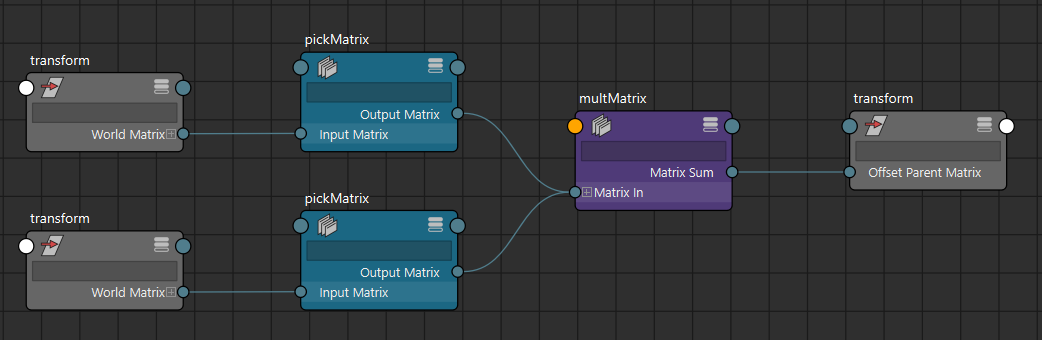 transform
World Matrix
pickMatrix
Output Matrix
Input Matrix
transform
World Matrix
pickMatrix
Output Matrix
Input Matrix
multMatrix
Matrix Sum
Matrix In
transform
Offset Parent Matrix